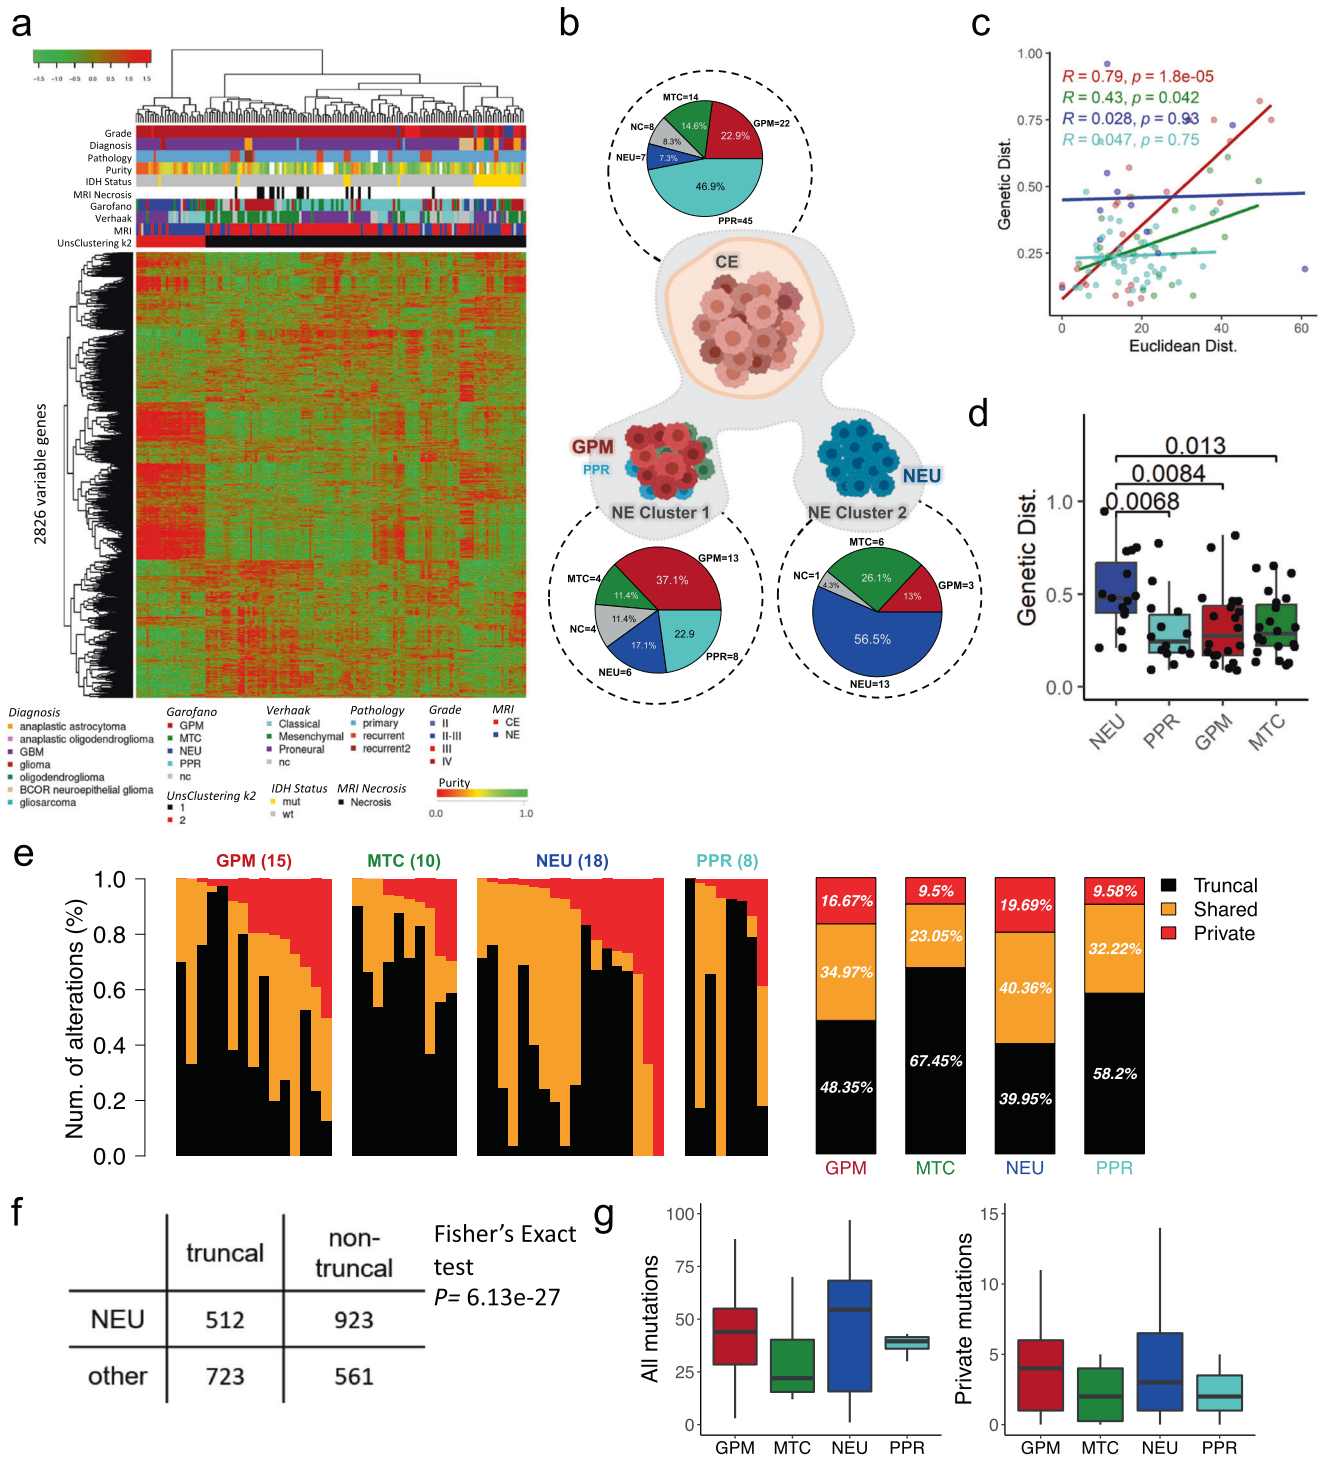 a
-1.5 -1.0 -0.5 0.0 0.5 1.0 1.5
Grade
Diagnosis
Pathology
Purity
IDH Status
MRI Necrosis
Garofano
Verhaak
MRI
UnsClustering k2
2826 variable genes
Diagnosis
anaplastic astrocytoma
anaplastic oligodendroglioma
GBM
glioma
oligodendroglioma
BCOR neuroepithelial glioma
gliosarcoma
Garofano
GPM
MTC
NEU
PPR
nc
UnsClustering k2
1
2
Verhaak
Classical
Mesenchymal
Proneural
nc
IDH Status
mut
wt
Pathology
primary
recurrent
recurrent2
MRI Necrosis
Necrosis
Grade
II
II-III
III
IV
MRI
CE
NE
Purity
0.0 1.0
b
MTC=14
GPM=22
NC=8
NEU=7
PPR=45
14.6%
22.9%
8.3%
7.3%
46.9%
CE
GPM
PPR
NE Cluster 1
NEU
NE Cluster 2
GPM=13
MTC=4
NC=4
NEU=6
PPR=8
37.1%
11.4%
11.4%
17.1%
22.9
MTC=6
NC=1
GPM=3
NEU=13
26.1%
4.3%
13%
56.5%
c
R = 0.79, p = 1.8e-05
R = 0.43, p = 0.042
R = 0.028, p = 0.93
R = 0.047, p = 0.75
Genetic Dist.
1.00
0.75
0.50
0.25
0 20 40 60
Euclidean Dist.
d
0.013
0.0084
0.0068
Genetic Dist.
1.0
0.5
0.0
NEU PPR GPM MTC
e
GPM (15) MTC (10) NEU (18) PPR (8)
Num. of alterations (%)
1.0
0.8
0.6
0.4
0.2
0.0
16.67% 9.5% 19.69% 9.58%
34.97% 23.05% 40.36% 32.22%
48.35% 67.45% 39.95% 58.2%
GPM MTC NEU PPR
Truncal
Shared
Private
f
truncal
non-
truncal
NEU 512 923
other 723 561
Fisher's Exact
test
P= 6.13e-27
g
All mutations
100
75
50
25
0
GPM MTC NEU PPR
Private mutations
15
10
5
0
GPM MTC NEU PPR